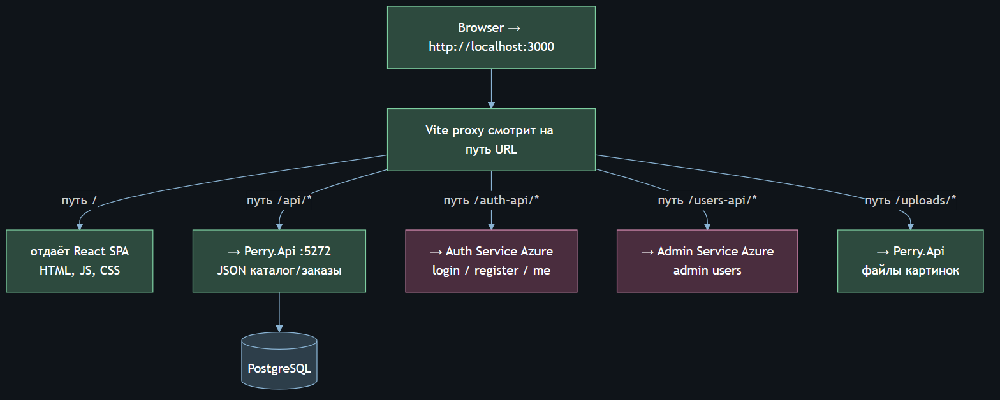 Browser →
http://localhost:3000
Vite proxy смотрит на
путь URL
путь /
путь /api/*
путь /auth-api/*
путь /users-api/*
путь /uploads/*
отдаёт React SPA
HTML, JS, CSS
→ Perry.Api :5272
JSON каталог/заказы
→ Auth Service Azure
login / register / me
→ Admin Service Azure
admin users
→ Perry.Api
файлы картинок
PostgreSQL